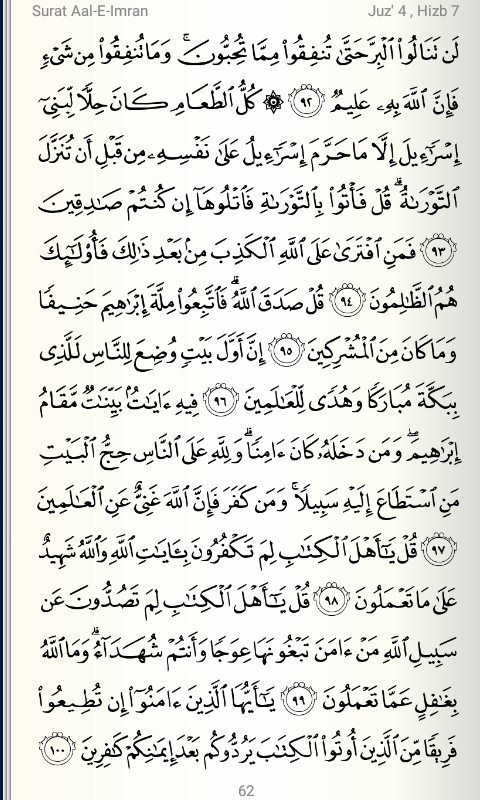 Surat Aal-E-Imran
Juz' 4 , Hizb 7
لَن تَنَالُوا۟ ٱلْبِرَّ حَتَّىٰ تُنفِقُوا۟ مِمَّا تُحِبُّونَ ۚ وَمَا تُنفِقُوا۟ مِن شَىْءٍ
فَإِنَّ ٱللَّهَ بِهِۦ عَلِيمٌ ٩٢ ۞ كُلُّ ٱلطَّعَامِ كَانَ حِلًّا لِّبَنِىٓ
إِسْرَٰٓءِيلَ إِلَّا مَا حَرَّمَ إِسْرَٰٓءِيلُ عَلَىٰ نَفْسِهِۦ مِن قَبْلِ أَن تُنَزَّلَ
ٱلتَّوْرَىٰةُ ۗ قُلْ فَأْتُوا۟ بِٱلتَّوْرَىٰةِ فَٱتْلُوهَآ إِن كُنتُمْ صَـٰدِقِينَ
٩٣ فَمَنِ ٱفْتَرَىٰ عَلَى ٱللَّهِ ٱلْكَذِبَ مِنۢ بَعْدِ ذَٰلِكَ فَأُو۟لَـٰٓئِكَ
هُمُ ٱلظَّـٰلِمُونَ ٩٤ قُلْ صَدَقَ ٱللَّهُ ۗ فَٱتَّبِعُوا۟ مِلَّةَ إِبْرَٰهِيمَ حَنِيفًا
وَمَا كَانَ مِنَ ٱلْمُشْرِكِينَ ٩٥ إِنَّ أَوَّلَ بَيْتٍ وُضِعَ لِلنَّاسِ لَلَّذِى
بِبَكَّةَ مُبَارَكًا وَهُدًى لِّلْعَـٰلَمِينَ ٩٦ فِيهِ ءَايَـٰتٌۢ بَيِّنَـٰتٌ مَّقَامُ
إِبْرَٰهِيمَ ۖ وَمَن دَخَلَهُۥ كَانَ ءَامِنًا ۗ وَلِلَّهِ عَلَى ٱلنَّاسِ حِجُّ ٱلْبَيْتِ
مَنِ ٱسْتَطَاعَ إِلَيْهِ سَبِيلًا ۚ وَمَن كَفَرَ فَإِنَّ ٱللَّهَ غَنِىٌّ عَنِ ٱلْعَـٰلَمِينَ
٩٧ قُلْ يَـٰٓأَهْلَ ٱلْكِتَـٰبِ لِمَ تَكْفُرُونَ بِـَٔايَـٰتِ ٱللَّهِ وَٱللَّهُ شَهِيدٌ
عَلَىٰ مَا تَعْمَلُونَ ٩٨ قُلْ يَـٰٓأَهْلَ ٱلْكِتَـٰبِ لِمَ تَصُدُّونَ عَن
سَبِيلِ ٱللَّهِ مَنْ ءَامَنَ تَبْغُونَهَا عِوَجًا وَأَنتُمْ شُهَدَآءُ ۗ وَمَا ٱللَّهُ
بِغَـٰفِلٍ عَمَّا تَعْمَلُونَ ٩٩ يَـٰٓأَيُّهَا ٱلَّذِينَ ءَامَنُوٓا۟ إِن تُطِيعُوا۟
فَرِيقًا مِّنَ ٱلَّذِينَ أُوتُوا۟ ٱلْكِتَـٰبَ يَرُدُّوكُم بَعْدَ إِيمَـٰنِكُمْ كَـٰفِرِينَ ١٠٠
62